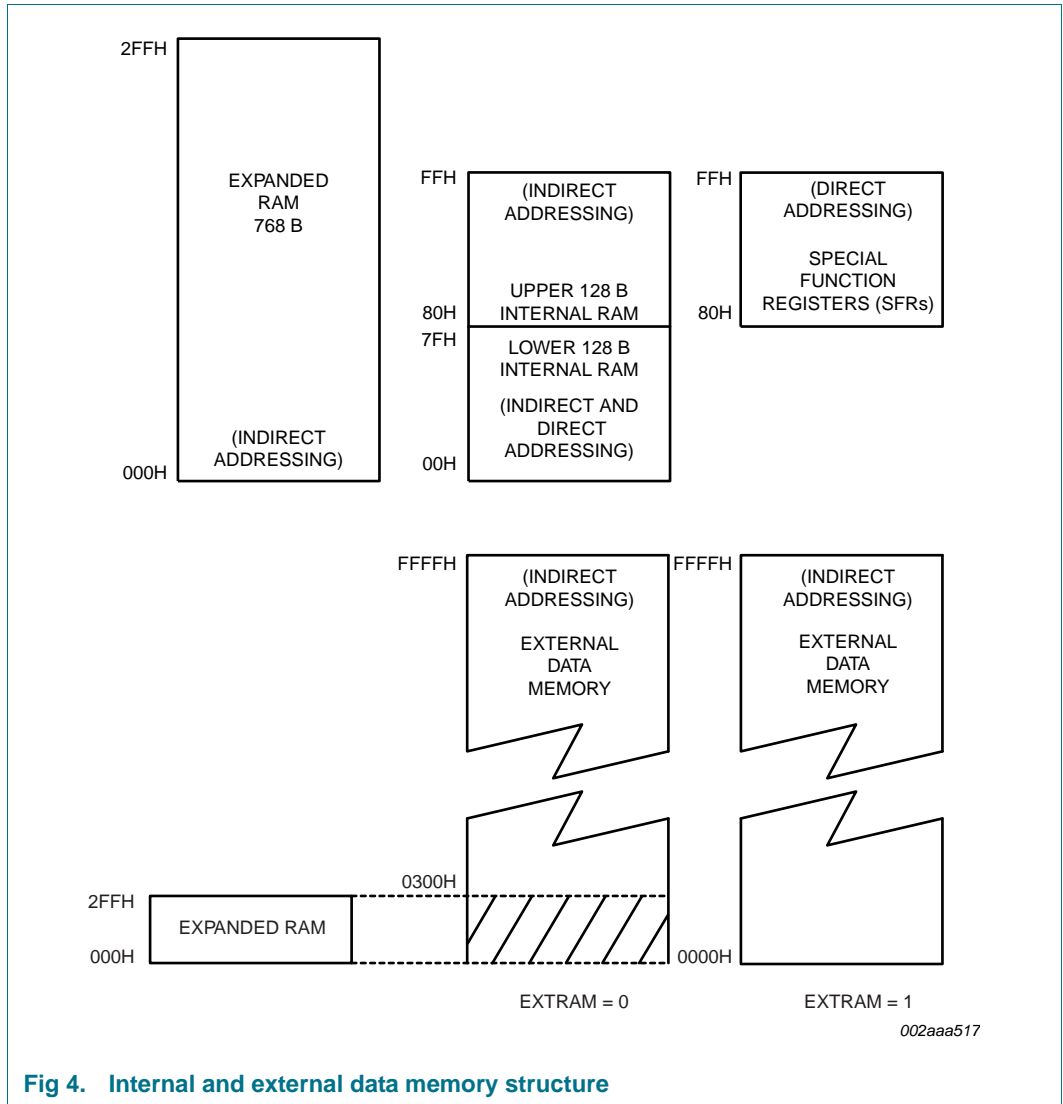 2FFH
EXPANDED
RAM
768 B
(INDIRECT
ADDRESSING)
000H
FFH
(INDIRECT
ADDRESSING)
UPPER 128 B
INTERNAL RAM
80H
7FH
LOWER 128 B
INTERNAL RAM
(INDIRECT AND
DIRECT
ADDRESSING)
00H
FFH
(DIRECT
ADDRESSING)
SPECIAL
FUNCTION
REGISTERS (SFRs)
80H
FFFFH
(INDIRECT
ADDRESSING)
EXTERNAL
DATA
MEMORY
FFFFH
(INDIRECT
ADDRESSING)
EXTERNAL
DATA
MEMORY
2FFH
EXPANDED RAM
000H
0300H
0000H
EXTRAM = 0
EXTRAM = 1
002aaa517
Fig 4. Internal and external data memory structure